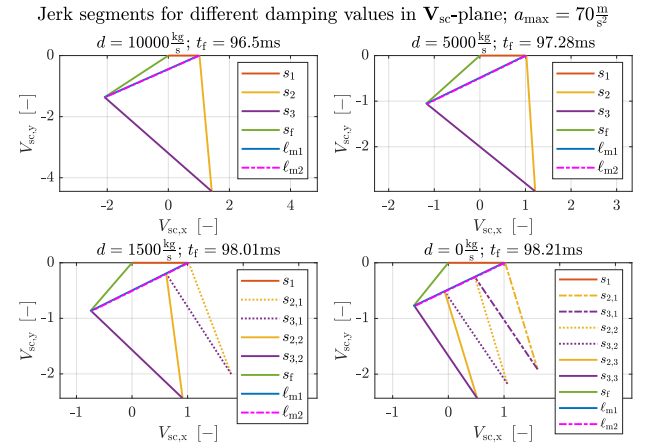 Jerk segments for different damping values in V_sc-plane; a_max = 70 m/s²
d = 10000 kg/s; t_f = 96.5ms
d = 5000 kg/s; t_f = 97.28ms
V_sc,y [−]
0
-2
-4
-2
0
2
4
V_sc,x [−]
s_1
s_2
s_3
s_f
ℓ_m1
ℓ_m2
V_sc,y [−]
0
-1
-2
-1
0
1
2
3
V_sc,x [−]
s_1
s_2
s_3
s_f
ℓ_m1
ℓ_m2
d = 1500 kg/s; t_f = 98.01ms
d = 0 kg/s; t_f = 98.21ms
V_sc,y [−]
0
-1
-2
-1
0
1
2
V_sc,x [−]
s_1
s_2,1
s_3,1
s_2,2
s_3,2
s_f
ℓ_m1
ℓ_m2
V_sc,y [−]
0
-1
-2
-1
0
1
2
3
V_sc,x [−]
s_1
s_2,1
s_3,1
s_2,2
s_3,2
s_2,3
s_3,3
s_f
ℓ_m1
ℓ_m2